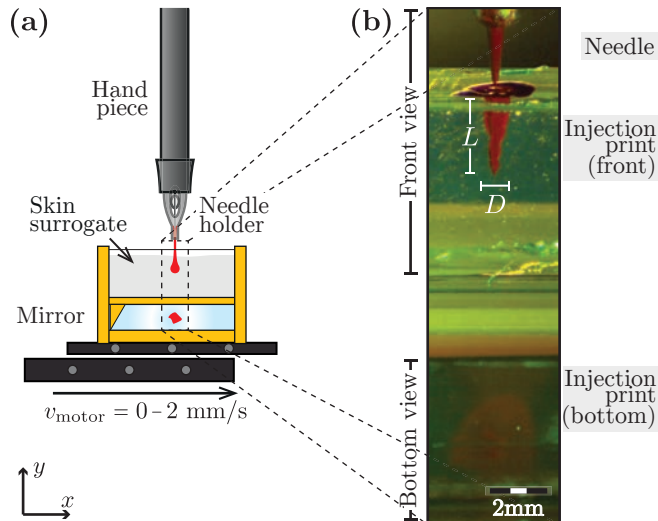 (a)
Hand
piece
Skin
surrogate
Needle
holder
Mirror
v_motor = 0 – 2 mm/s
y
x
(b)
Front view
Bottom view
L
D
2mm
Needle
Injection
print
(front)
Injection
print
(bottom)